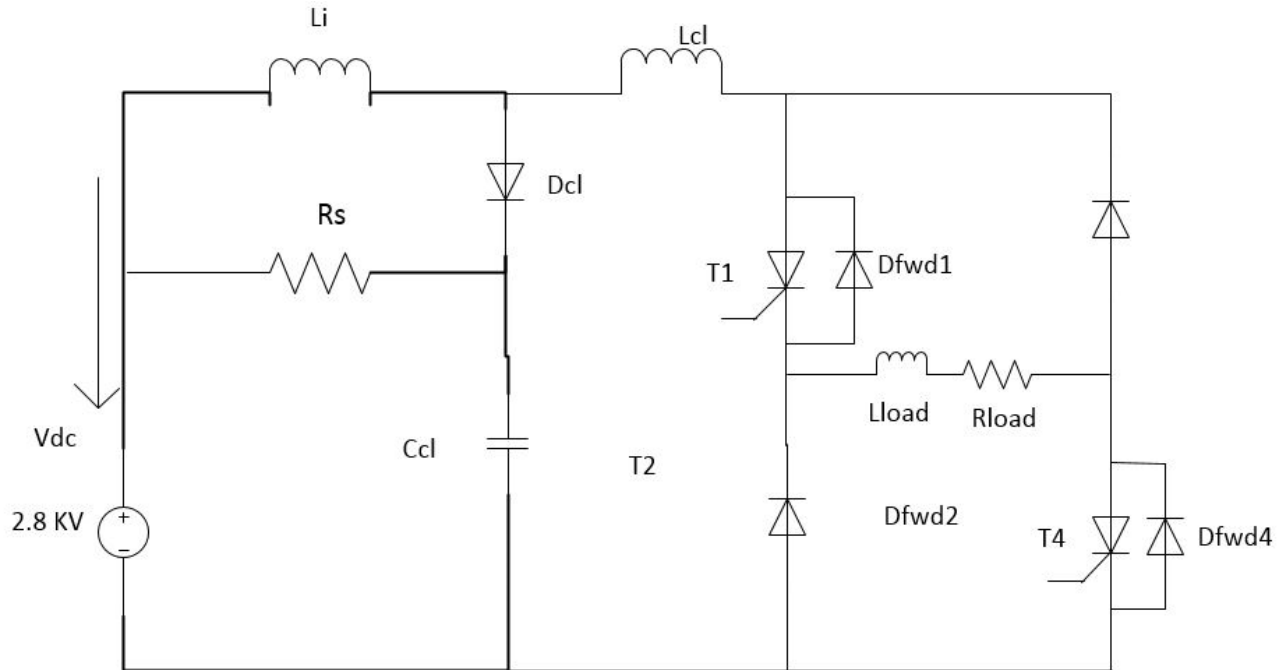 Li
Lcl
Dcl
Rs
T1
Dfwd1
Vdc
Ccl
Lload
Rload
T2
2.8 KV
+
−
Dfwd2
T4
Dfwd4